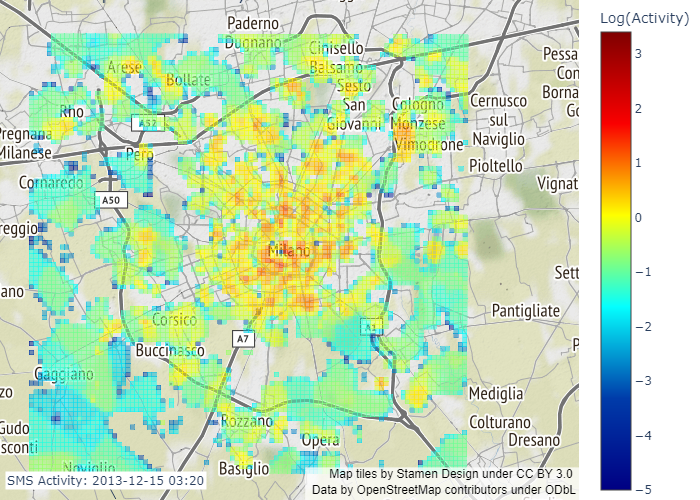 Log(Activity)
3
2
1
0
−1
−2
−3
−4
−5
Paderno
Dugnano
Cinisello
Balsamo
Arese
Bollate
Sesto
San
Giovanni
Cologno
Monzese
Cernusco
sul
Naviglio
Pessa
Con
Borna
Rho
A52
Pregnana
Milanese
Pero
Vimodrone
Pioltello
Cornaredo
Vignat
A50
reggio
Milano
Sett
ano
Pantigliate
Corsico
A1
Buccinasco
A7
Gaggiano
Mediglia
Rozzano
Colturano
Dresano
Gudo
sconti
Opera
Noviglio
Basiglio
SMS Activity: 2013-12-15 03:20
Map tiles by Stamen Design under CC BY 3.0
Data by OpenStreetMap contributors under ODbL